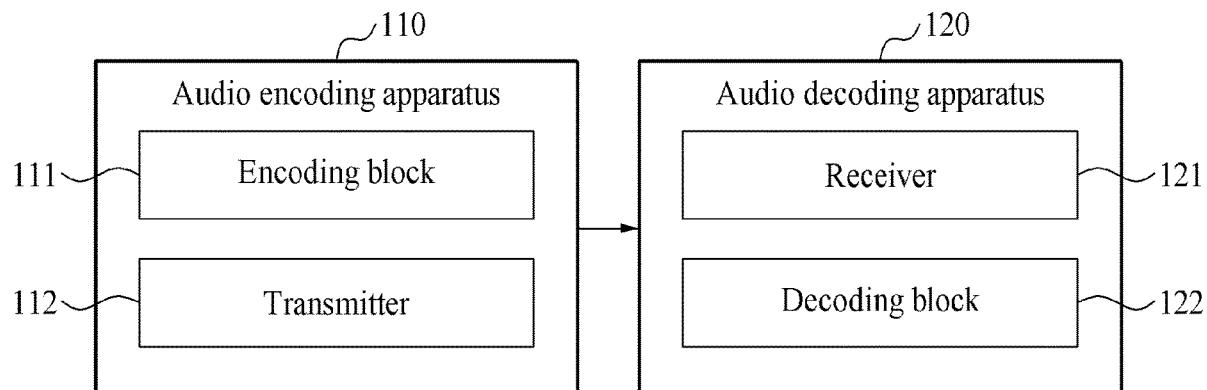 110
120
Audio encoding apparatus
Audio decoding apparatus
111
Encoding block
Receiver
121
112
Transmitter
Decoding block
122